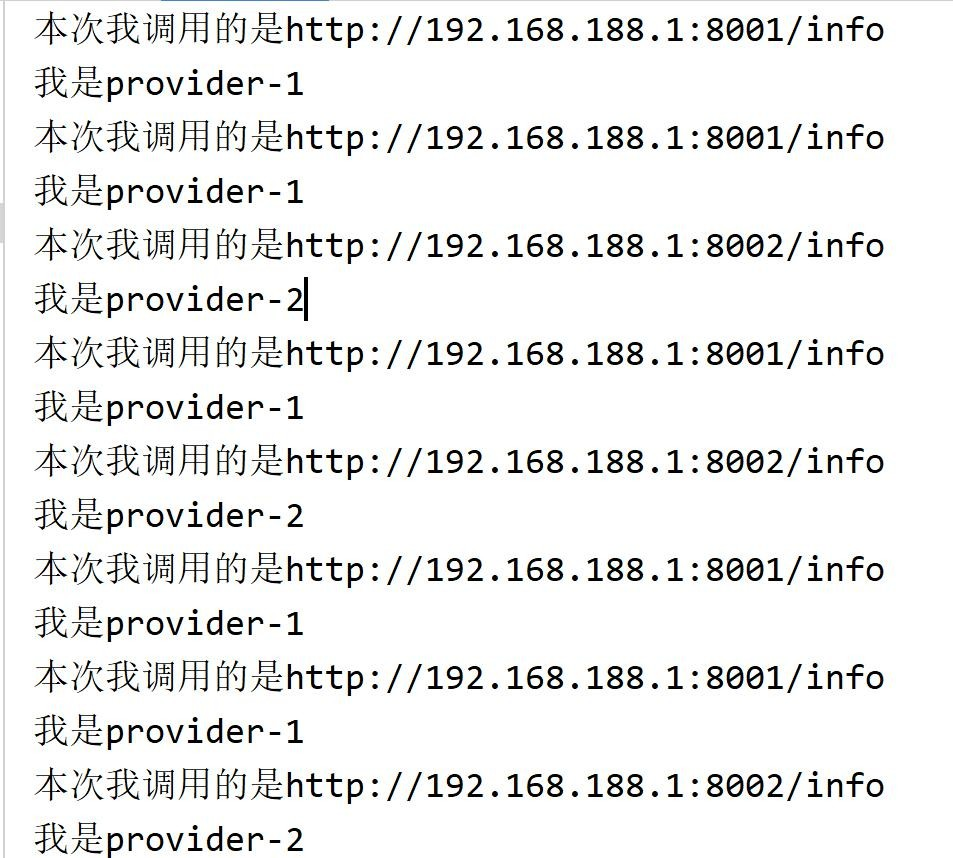 本次我调用的是http://192.168.188.1:8001/info
我是provider-1
本次我调用的是http://192.168.188.1:8001/info
我是provider-1
本次我调用的是http://192.168.188.1:8002/info
我是provider-2
本次我调用的是http://192.168.188.1:8001/info
我是provider-1
本次我调用的是http://192.168.188.1:8002/info
我是provider-2
本次我调用的是http://192.168.188.1:8001/info
我是provider-1
本次我调用的是http://192.168.188.1:8001/info
我是provider-1
本次我调用的是http://192.168.188.1:8002/info
我是provider-2